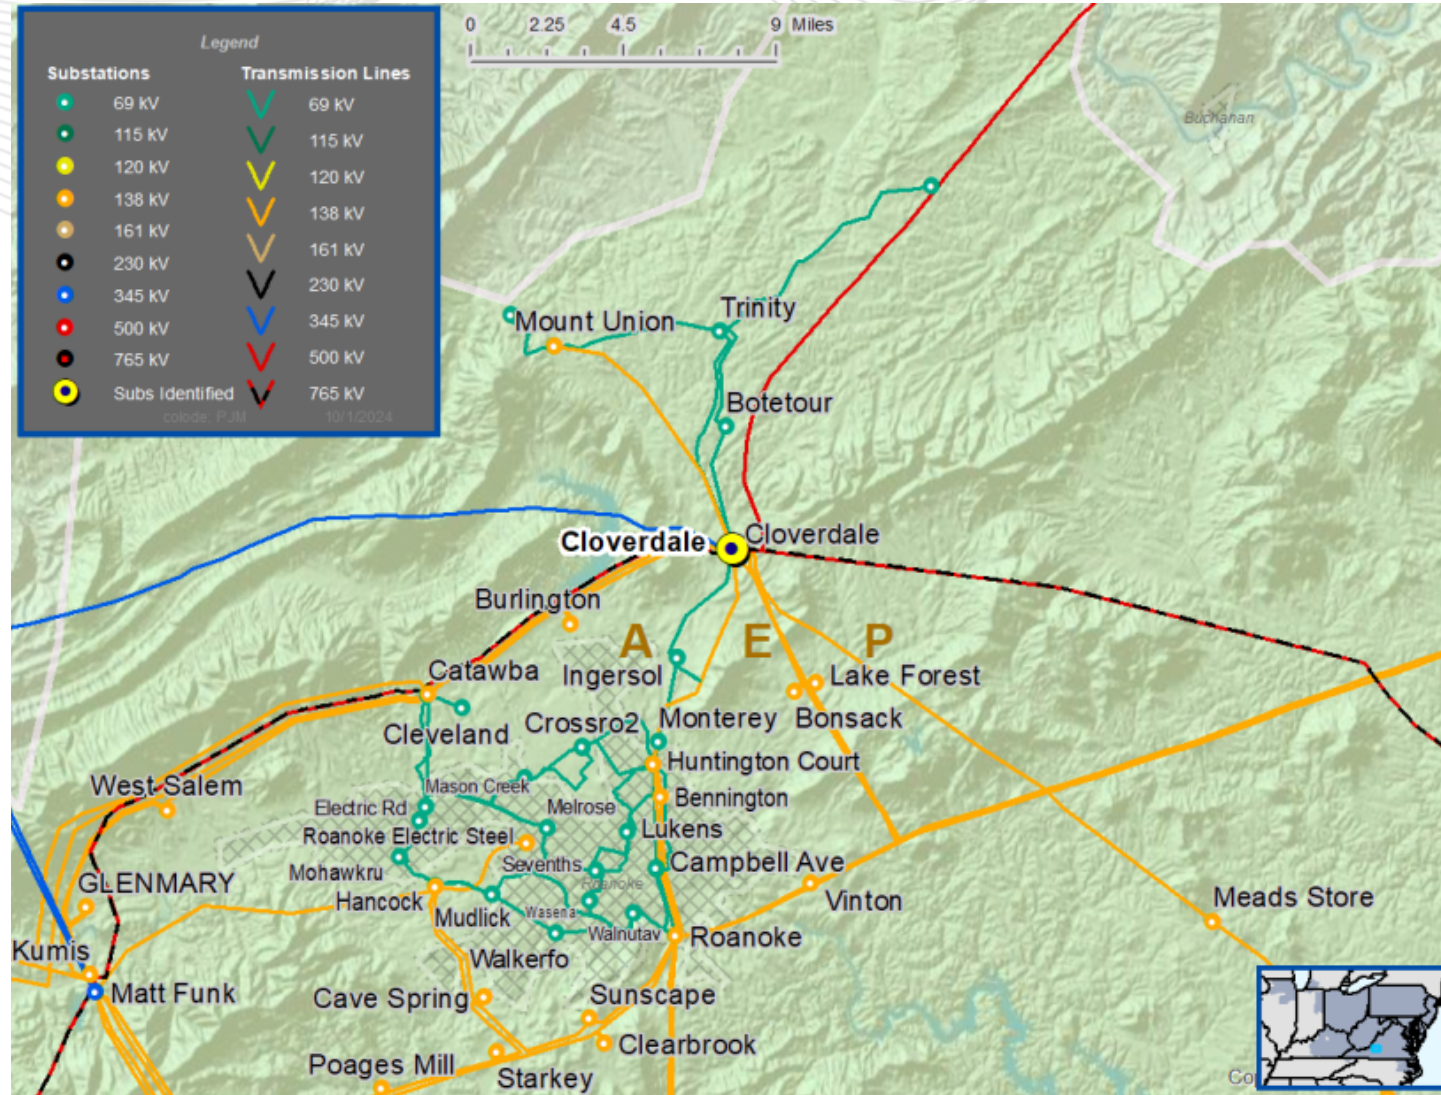 Legend
Substations
Transmission Lines
69 kV
69 kV
115 kV
115 kV
120 kV
120 kV
138 kV
138 kV
161 kV
161 kV
230 kV
230 kV
345 kV
345 kV
500 kV
500 kV
765 kV
765 kV
Subs Identified
colode: PJM
10/1/2024
0 2.25 4.5 9 Miles
Buchanan
Trinity
Mount Union
Botetour
Cloverdale
Cloverdale
Burlington
A E P
Catawba
Ingersol
Lake Forest
Cleveland
Crossro2
Monterey
Bonsack
Huntington Court
West Salem
Mason Creek
Electric Rd
Melrose
Bennington
Roanoke Electric Steel
Lukens
Mohawkru
Sevenths
Campbell Ave
Roanoke
GLENMARY
Hancock
Mudlick
Wasena
Vinton
Meads Store
Walnutav
Roanoke
Kumis
Walkerfo
Matt Funk
Cave Spring
Sunscape
Clearbrook
Poages Mill
Starkey